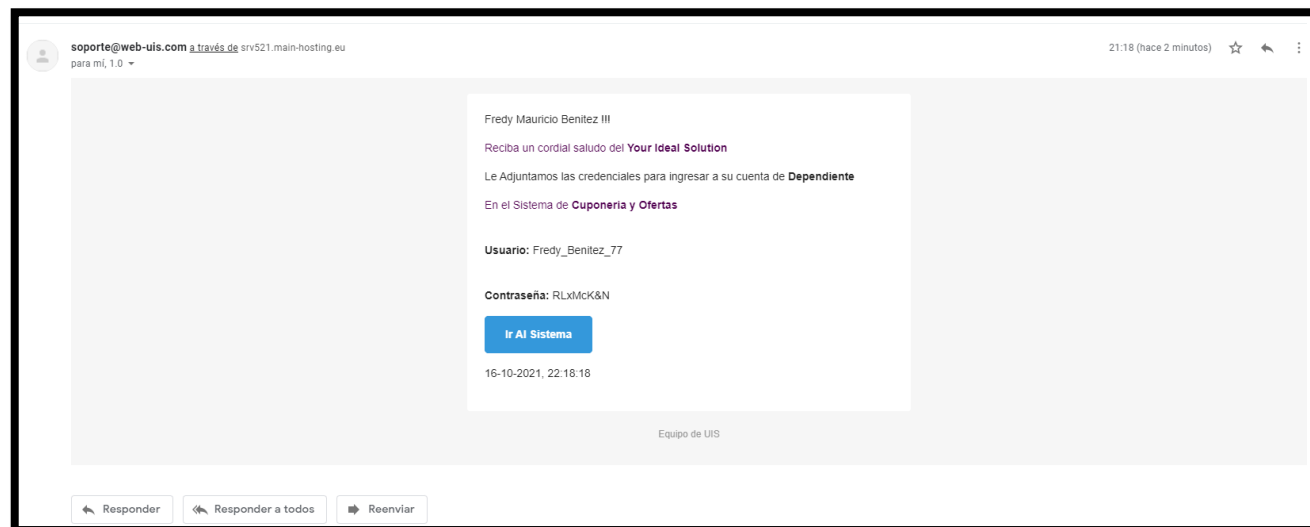 soporte@web-uis.com a través de srv521.main-hosting.eu
21:18 (hace 2 minutos)
para mí, 1.0
Fredy Mauricio Benitez !!!
Reciba un cordial saludo del Your Ideal Solution
Le Adjuntamos las credenciales para ingresar a su cuenta de Dependiente
En el Sistema de Cuponeria y Ofertas
Usuario: Fredy_Benitez_77
Contraseña: RLxMcK&N
Ir Al Sistema
16-10-2021, 22:18:18
Equipo de UIS
Responder
Responder a todos
Reenviar